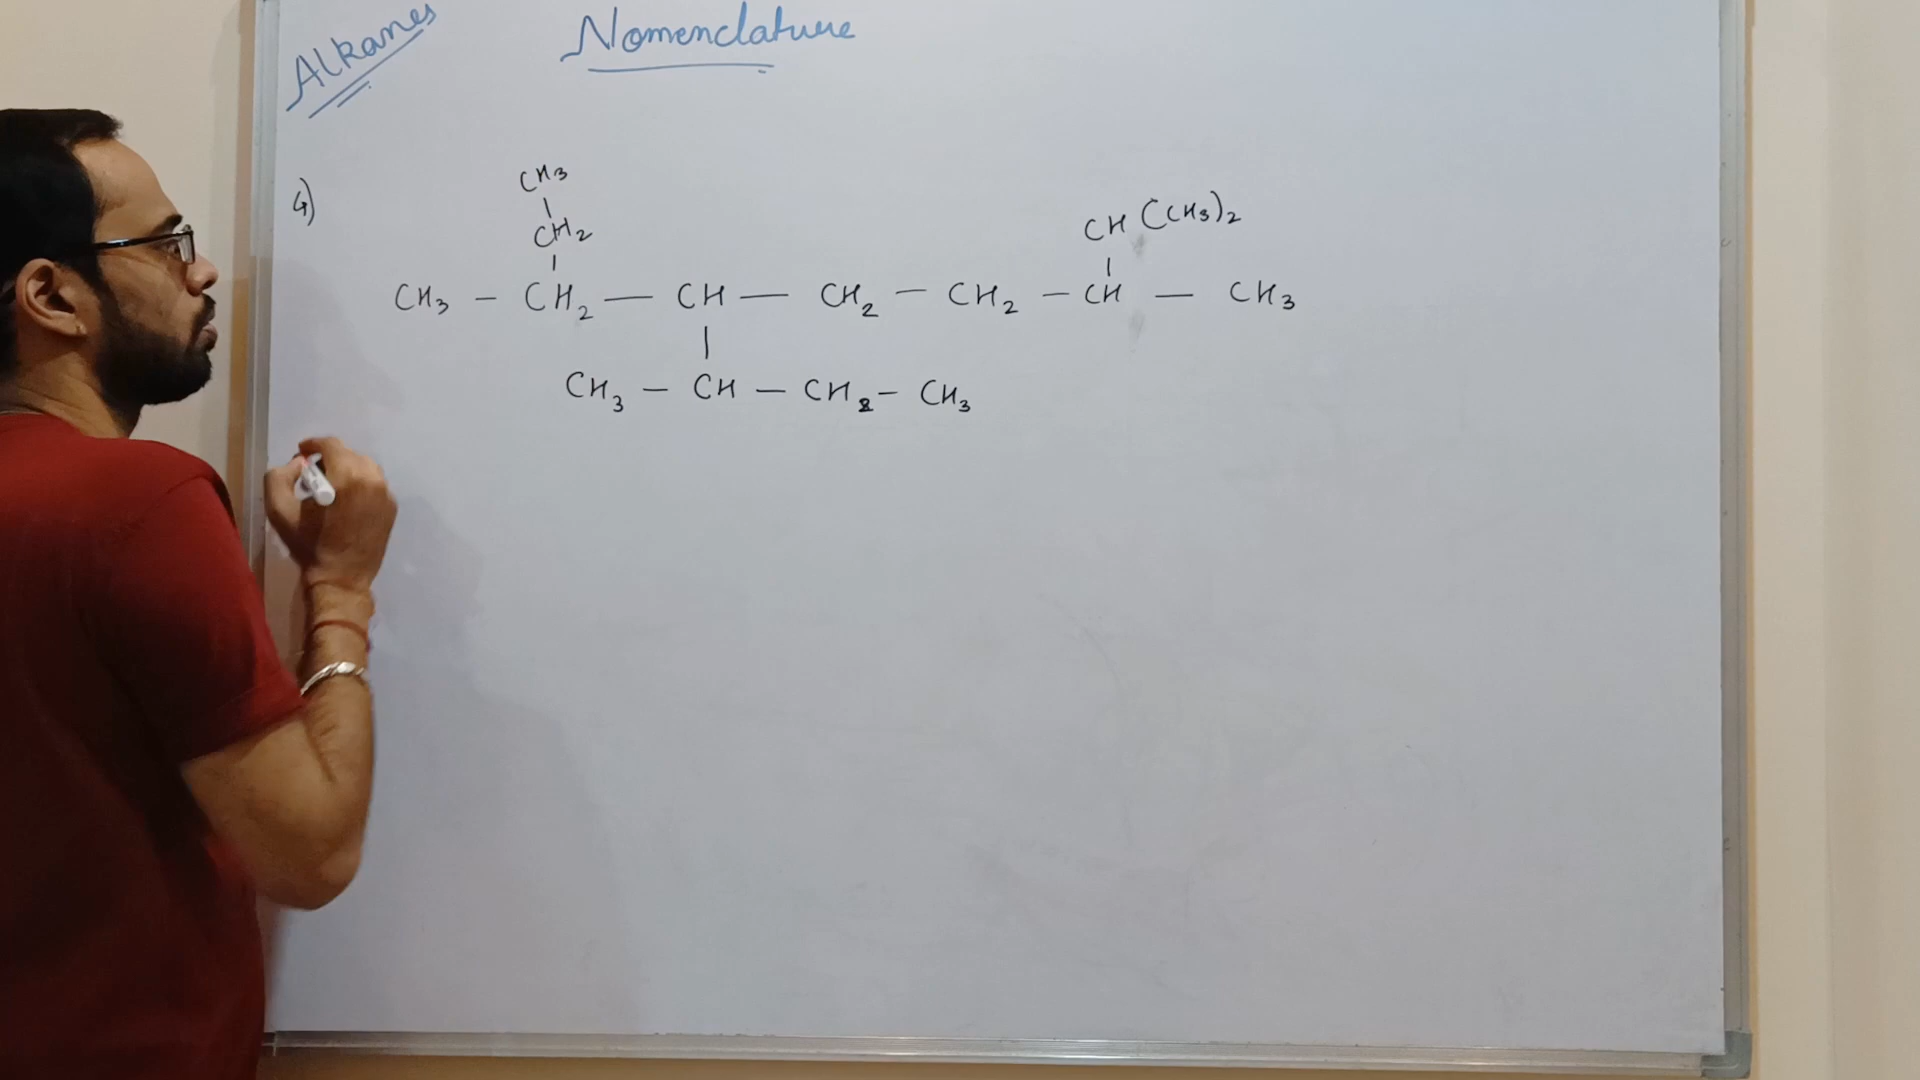 Alkanes
Nomenclature
4)
CH3
|
CH2
|
CH (CH3)2
|
CH3 - CH2 - CH - CH2 - CH2 - CH - CH3
|
CH3 - CH - CH2 - CH3